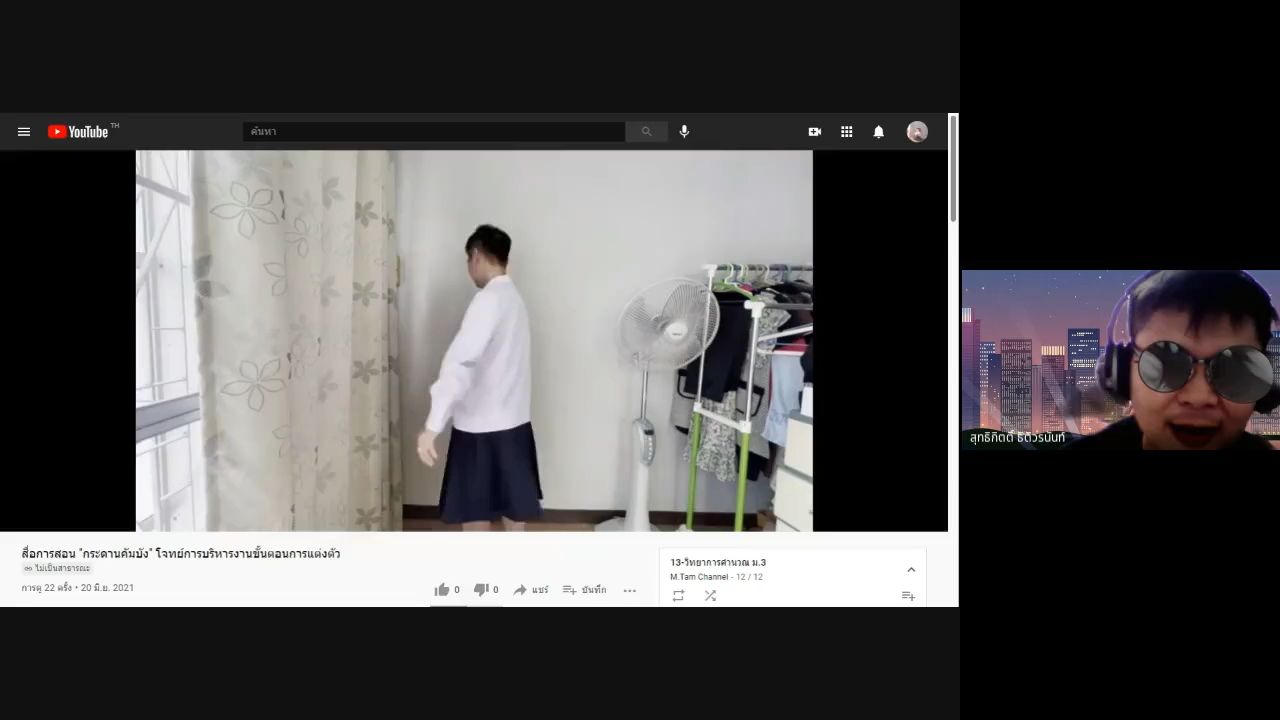 YouTube TH
ค้นหา
สุทธิกิตติ์ ธิติวรนันท์
สื่อการสอน "กระดานคัมบัง" โจทย์การบริหารงานขั้นตอนการแต่งตัว
ไม่เป็นสาธารณะ
การดู 22 ครั้ง • 20 มิ.ย. 2021
0 0 แชร์ บันทึก
13-วิทยาการคำนวณ ม.3
M.Tam Channel - 12 / 12